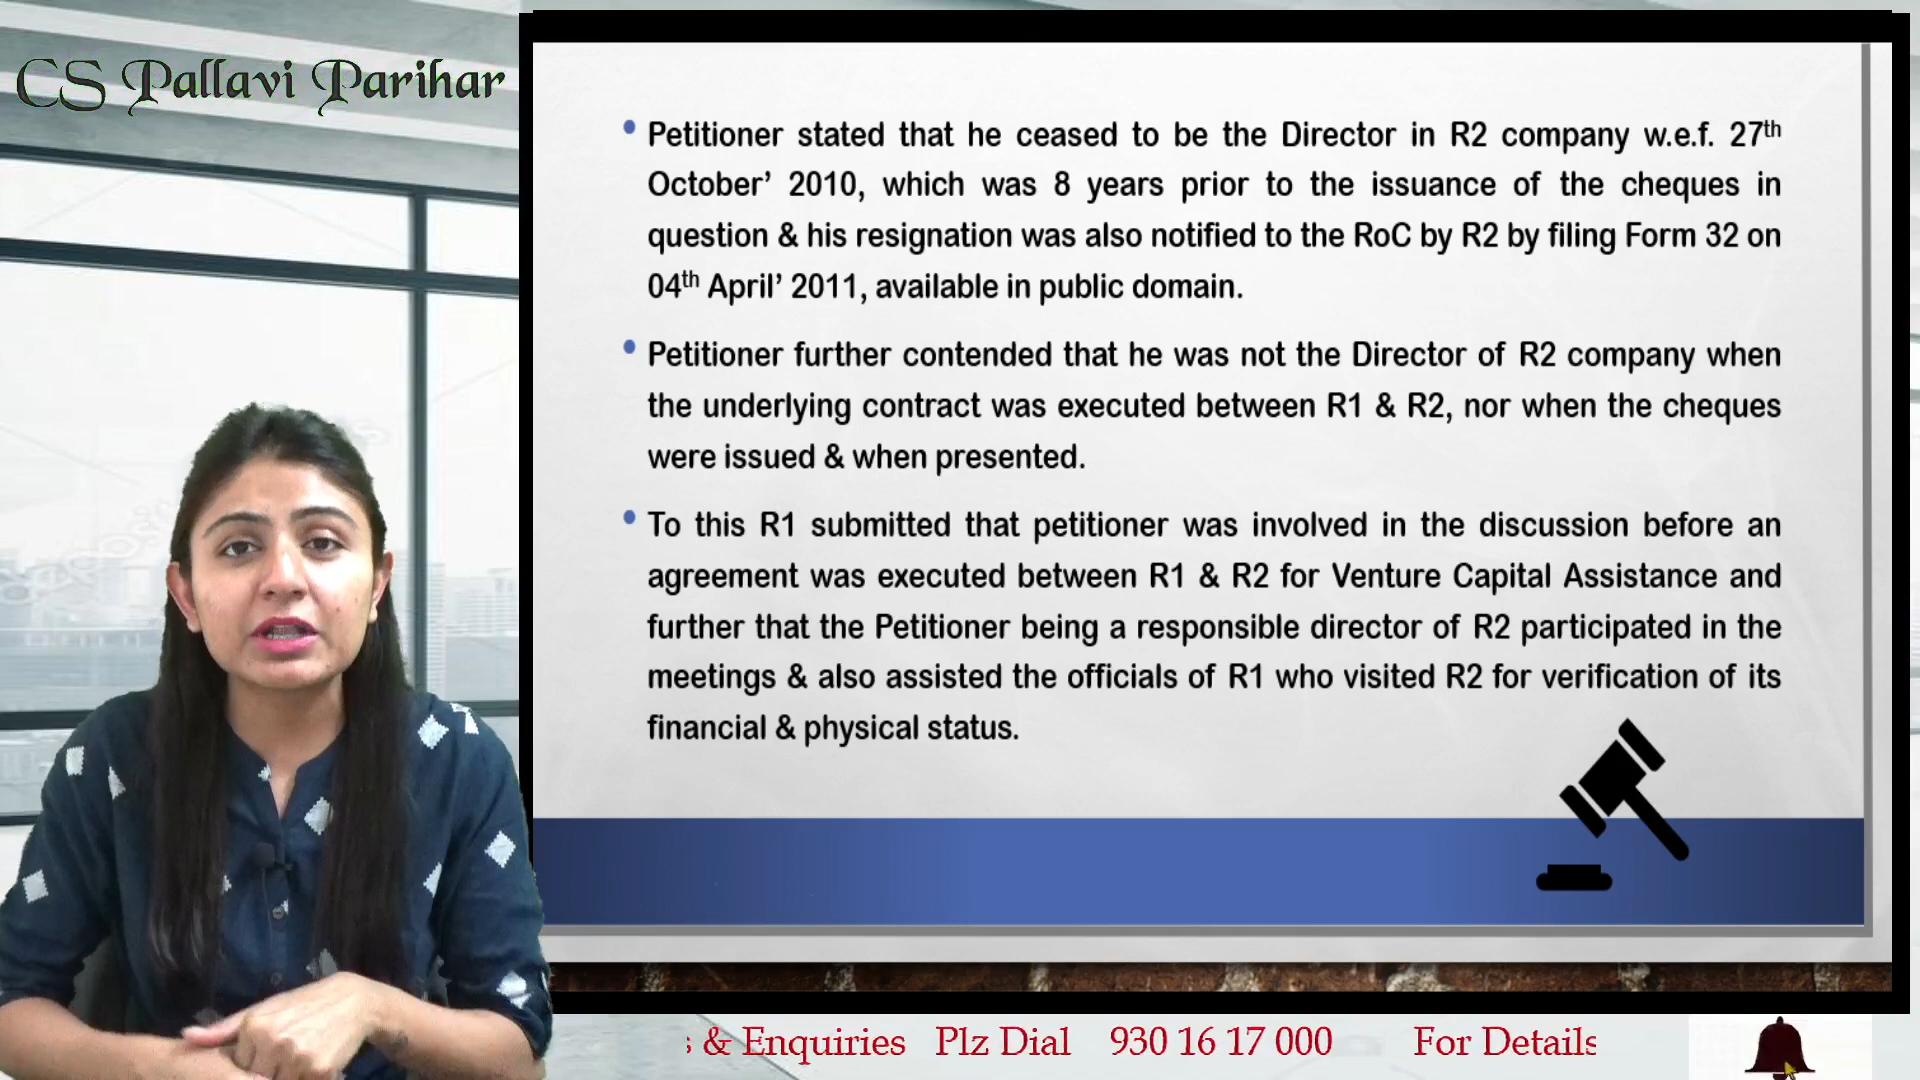 CS Pallavi Parihar
• Petitioner stated that he ceased to be the Director in R2 company w.e.f. 27th
October’ 2010, which was 8 years prior to the issuance of the cheques in
question & his resignation was also notified to the RoC by R2 by filing Form 32 on
04th April’ 2011, available in public domain.
• Petitioner further contended that he was not the Director of R2 company when
the underlying contract was executed between R1 & R2, nor when the cheques
were issued & when presented.
• To this R1 submitted that petitioner was involved in the discussion before an
agreement was executed between R1 & R2 for Venture Capital Assistance and
further that the Petitioner being a responsible director of R2 participated in the
meetings & also assisted the officials of R1 who visited R2 for verification of its
financial & physical status.
& Enquiries Plz Dial 930 16 17 000 For Details